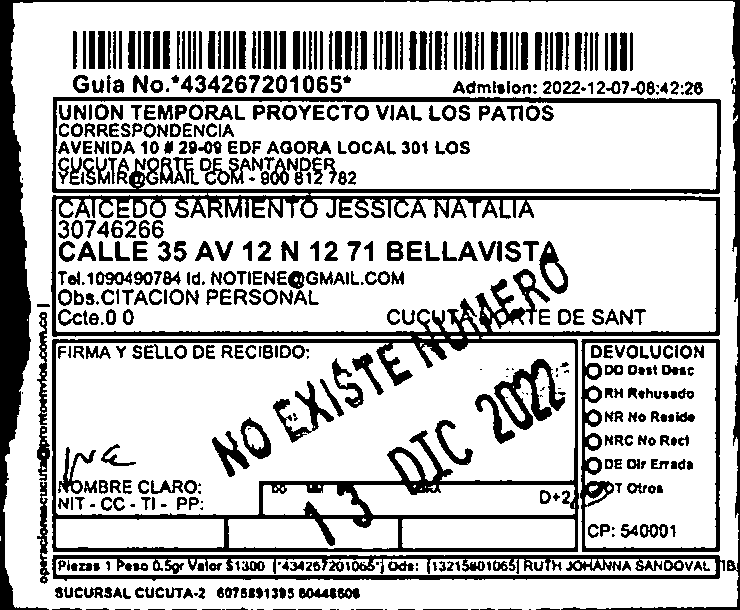 Guia No.*434267201065*
Admision: 2022-12-07-08:42:26
UNION TEMPORAL PROYECTO VIAL LOS PATIOS
CORRESPONDENCIA
AVENIDA 10 # 29-09 EDF AGORA LOCAL 301 LOS
CUCUTA NORTE DE SANTANDER
YEISMIR@GMAIL COM - 900 812 782
CAICEDO SARMIENTO JESSICA NATALIA
30746266
CALLE 35 AV 12 N 12 71 BELLAVISTA
Tel.1090490784 Id. NOTIENE@GMAIL.COM
Obs.CITACION PERSONAL
Ccte.0 0
CUCUTA-NORTE DE SANT
NO EXISTE NUMERO
13 DIC 2022
FIRMA Y SELLO DE RECIBIDO:
NOMBRE CLARO:
NIT - CC - TI - PP:
DD MM
D+2
DEVOLUCION
DD Dest Desc
RH Rehusado
NR No Reside
NRC No Recl
DE Dir Errada
OT Otros
CP: 540001
operacionescucuta@prontoenvios.com.co
Piezas 1 Peso 0.5gr Valor $1300 [*434267201065*] Ods: [13215801065] RUTH JOHANNA SANDOVAL
SUCURSAL CUCUTA-2